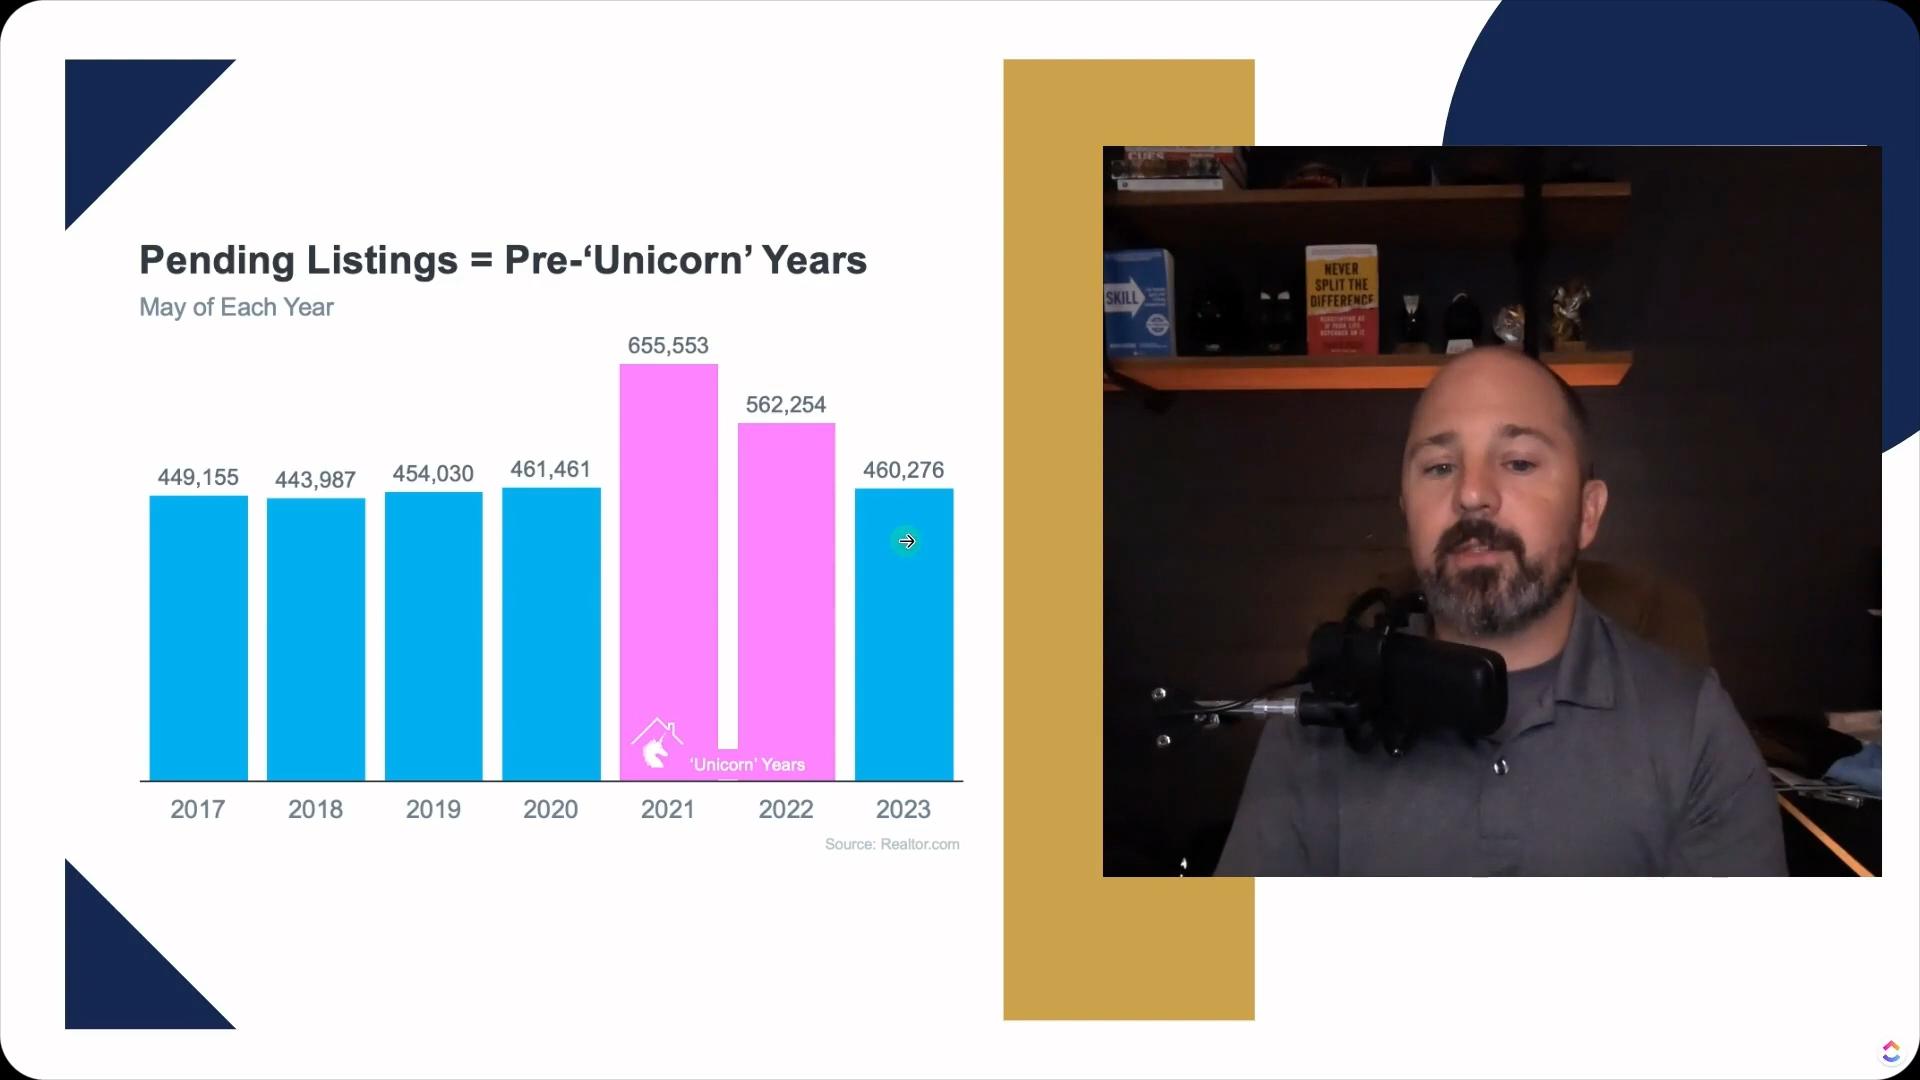 Pending Listings = Pre-‘Unicorn’ Years
May of Each Year
655,553
562,254
449,155
443,987
454,030
461,461
460,276
‘Unicorn’ Years
2017
2018
2019
2020
2021
2022
2023
Source: Realtor.com
CUES
SKILL
NEVER
SPLIT THE
DIFFERENCE